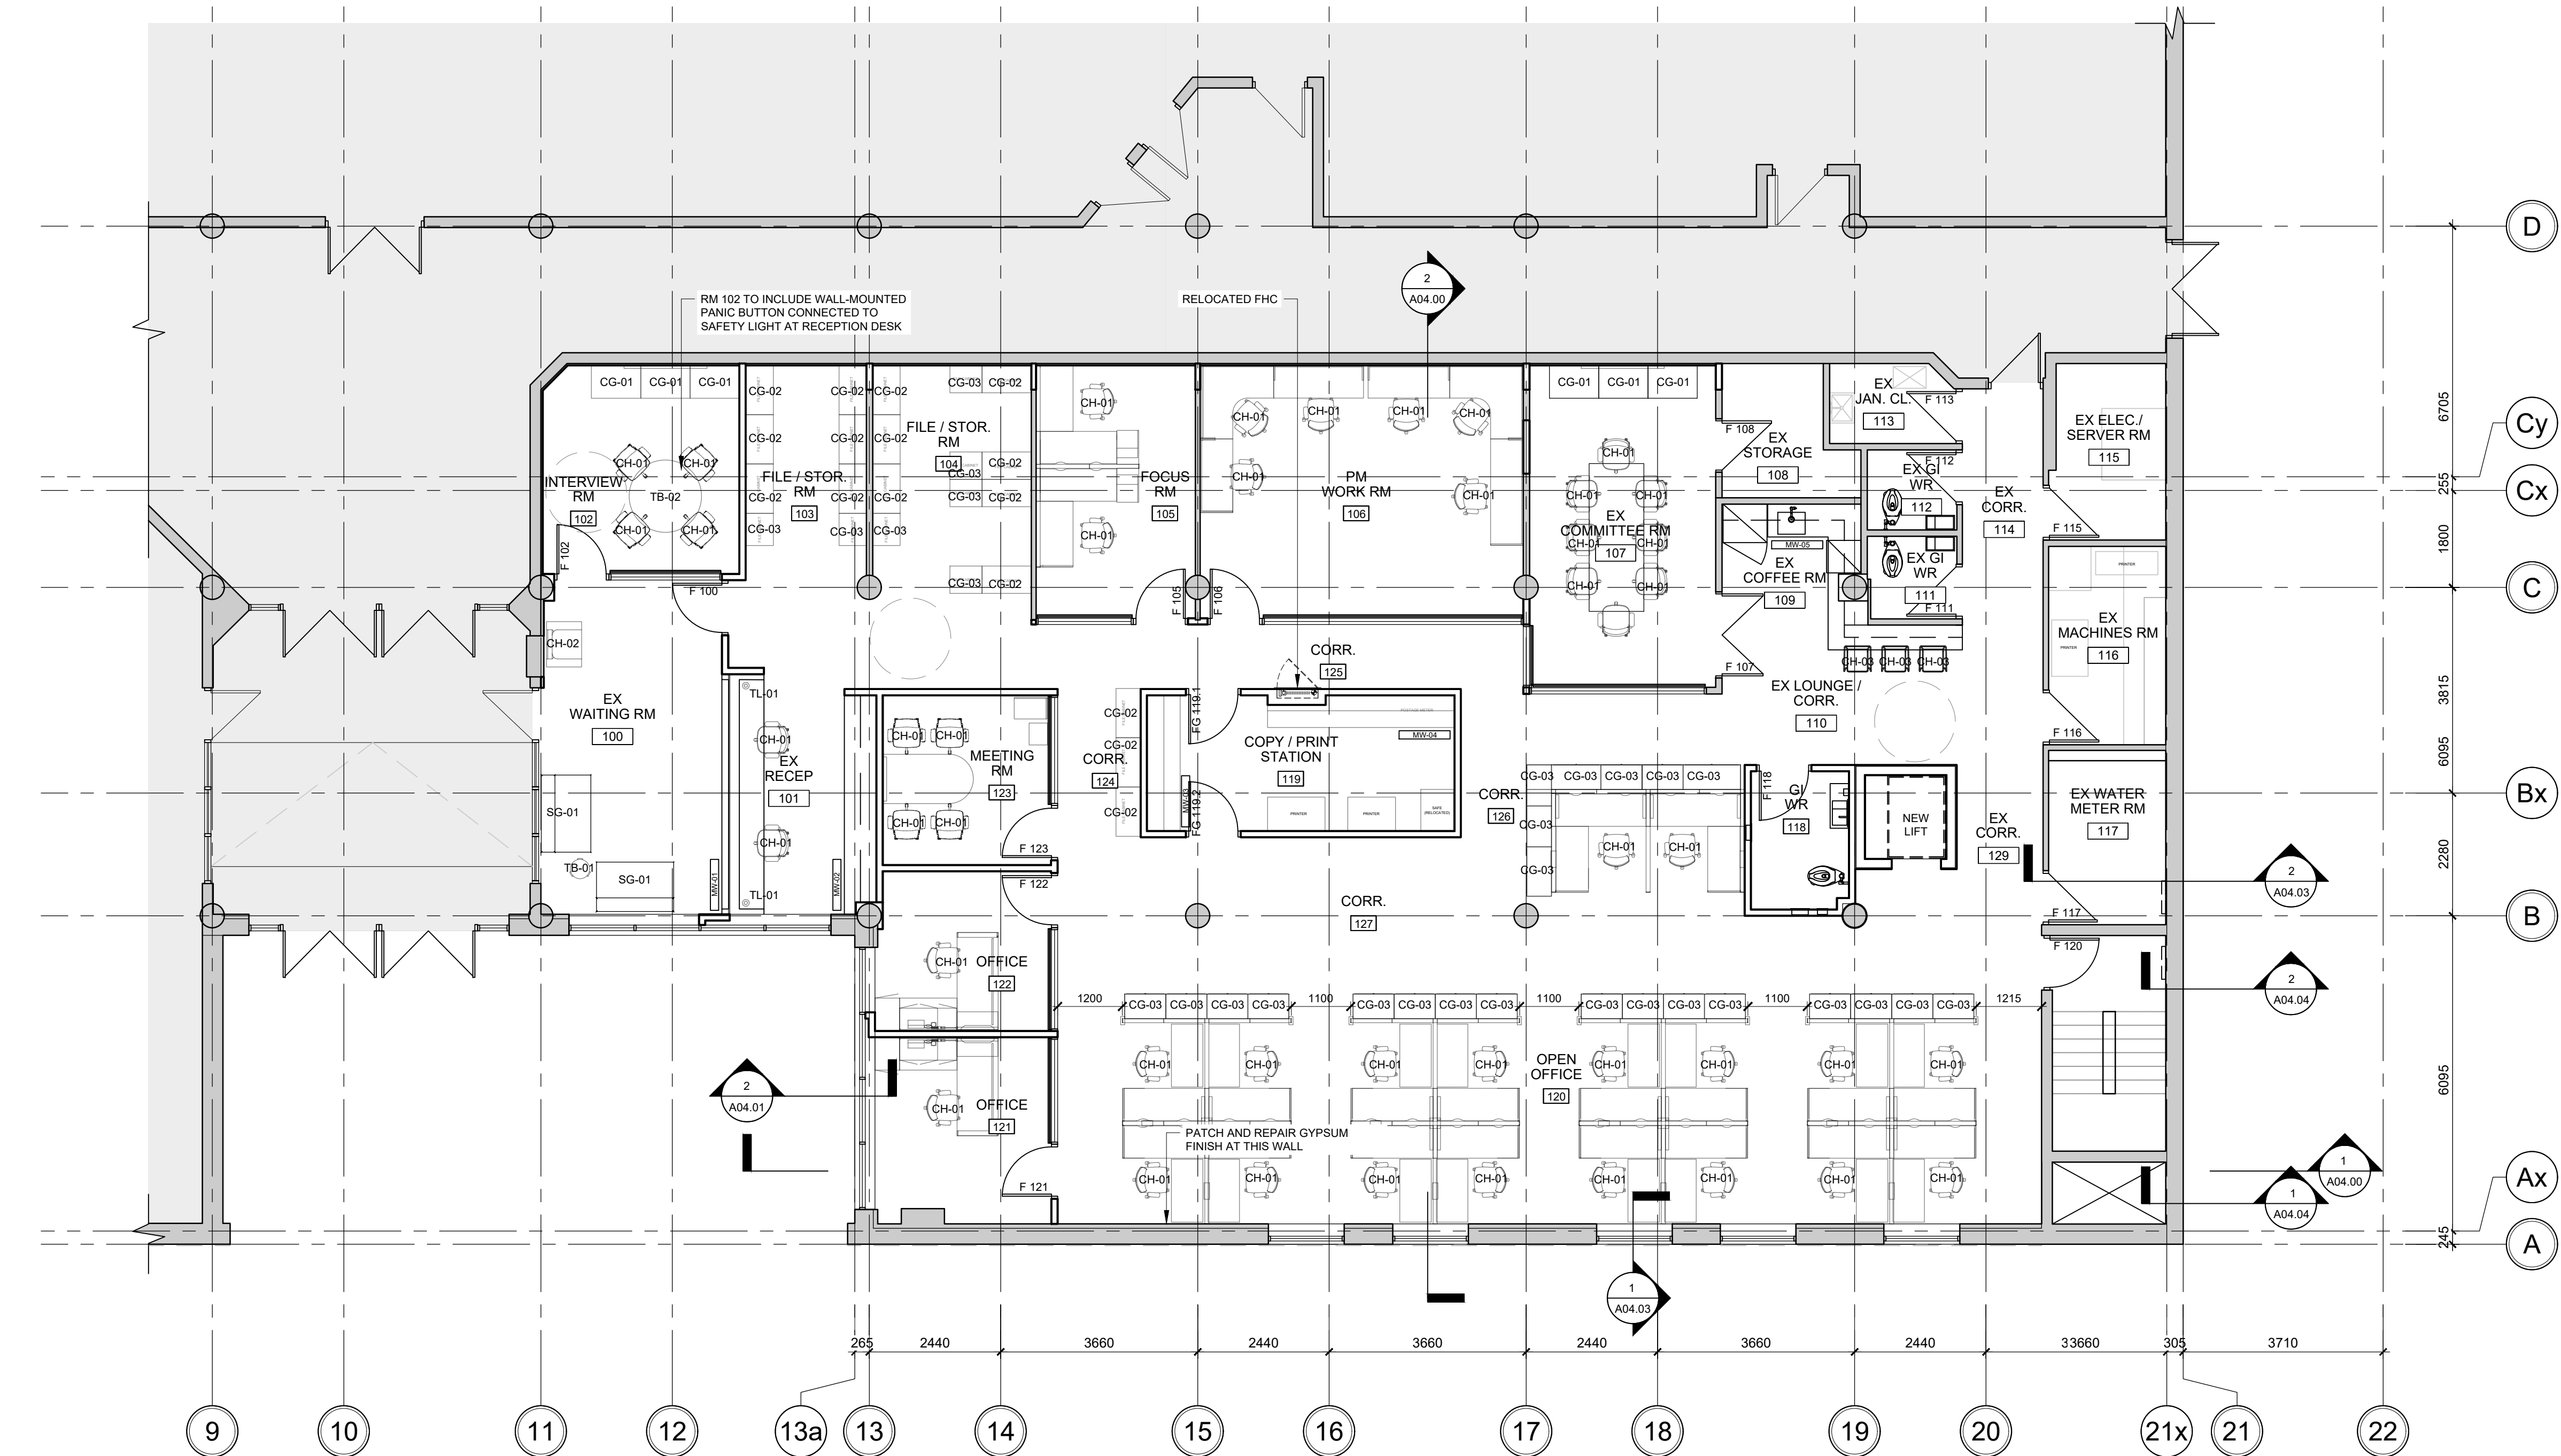 D
RM 102 TO INCLUDE WALL-MOUNTED
PANIC BUTTON CONNECTED TO
SAFETY LIGHT AT RECEPTION DESK
RELOCATED FHC
2
A04.00
CG-01 CG-01 CG-01
CG-02 CG-02 CG-02
CG-03 CG-02
CG-01 CG-01 CG-01
CH-01
CH-01 CH-01 CH-01 CH-01
EX
JAN. CL.
113
F 113
6705
Cy
FILE / STOR.
RM
104
CG-02 CG-02 CG-02
CG-02
CG-03
F 108
EX
STORAGE
108
EX ELEC./
SERVER RM
115
F 112
EX GI
WR
112
INTERVIEW
RM
102
CH-01 CH-01
TB-02
CH-01 CH-01
F 102
CG-02
FILE / STOR.
RM
103
CG-02 CG-02
CG-03 CG-02
CG-03 CG-03 CG-03
CG-03 CG-02
FOCUS
RM
105
CH-01
F 105
PM
WORK RM
106
CH-01
CH-01
F 106
EX
COMMITTEE RM
107
CH-01
CH-01 CH-01
CH-01 CH-01
CH-01 CH-01
F 107
MW-05
EX
COFFEE RM
109
EX GI
WR
111
F 111
EX
CORR.
114
F 115
255
Cx
1800
C
F 100
CH-02
EX
WAITING RM
100
TL-01
CH-01
EX
RECEP
101
CH-01
TL-01
SG-01
TB-01
SG-01
MW-01
MW-02
CH-01 CH-01
MEETING
RM
123
CH-01 CH-01
F 123
CG-02
CG-02
CORR.
124
CG-02
FG 119.1
MW-03
FG 119.2
CORR.
125
POSTAGE METER
MW-04
COPY / PRINT
STATION
119
PRINTER
PRINTER
SAFE
(RELOCATED)
CH-03 CH-03 CH-03
EX LOUNGE /
CORR.
110
PRINTER
PRINTER
EX
MACHINES RM
116
F 116
3815
6095
Bx
CORR.
126
CG-03 CG-03 CG-03 CG-03 CG-03
CG-03
CG-03
CH-01 CH-01
F 118
GI
WR
118
NEW
LIFT
EX
CORR.
129
EX WATER
METER RM
117
F 117
2280
2
A04.03
B
CORR.
127
F 122
CH-01
OFFICE
122
F 120
2
A04.04
1200 1100 1100 1100 1215
CG-03 CG-03 CG-03 CG-03
CG-03 CG-03 CG-03 CG-03
CG-03 CG-03 CG-03 CG-03
CG-03 CG-03 CG-03 CG-03
CH-01 CH-01 CH-01 CH-01 CH-01 CH-01 CH-01 CH-01
OPEN
OFFICE
120
2
A04.01
CH-01
OFFICE
121
F 121
PATCH AND REPAIR GYPSUM
FINISH AT THIS WALL
CH-01 CH-01 CH-01 CH-01 CH-01 CH-01 CH-01 CH-01
6095
1
A04.00
1
A04.04
Ax
245
A
1
A04.03
265 2440 3660 2440 3660 2440 3660 2440 33660 305 3710
9 10 11 12 13a 13 14 15 16 17 18 19 20 21x 21 22